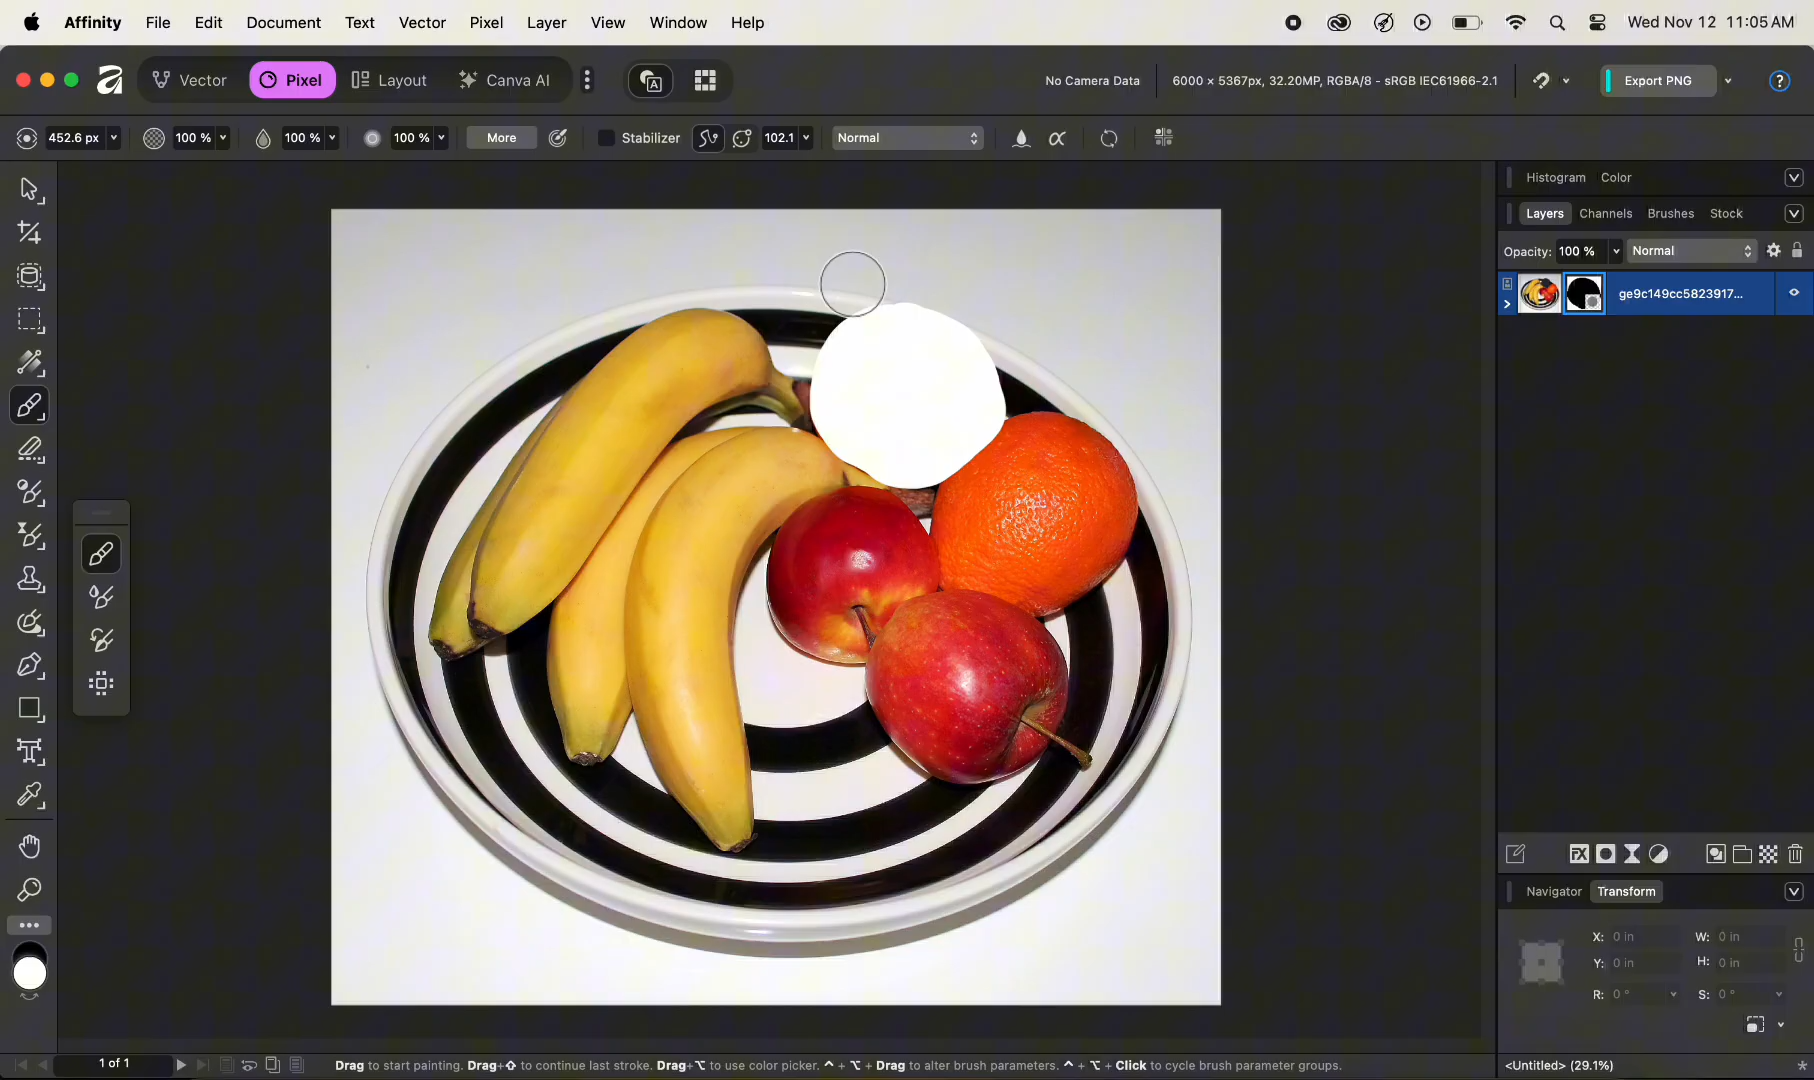 Affinity File Edit Document Text Vector Pixel Layer View Window Help Wed Nov 12 11:05 AM
Vector Pixel Layout Canva AI No Camera Data 6000 × 5367px, 32.20MP, RGBA/8 - sRGB IEC61966-2.1 Export PNG ?
452.6 px 100 % 100 % 100 % More Stabilizer 102.1 Normal
Histogram Color
Layers Channels Brushes Stock
Opacity: 100 % Normal
ge9c149cc5823917...
Navigator Transform
X: 0 in W: 0 in
Y: 0 in H: 0 in
R: 0 ° S: 0 °
1 of 1 Drag to start painting. Drag+⇧ to continue last stroke. Drag+⌥ to use color picker. ^ + ⌥ + Drag to alter brush parameters. ^ + ⌥ + Click to cycle brush parameter groups. <Untitled> (29.1%)